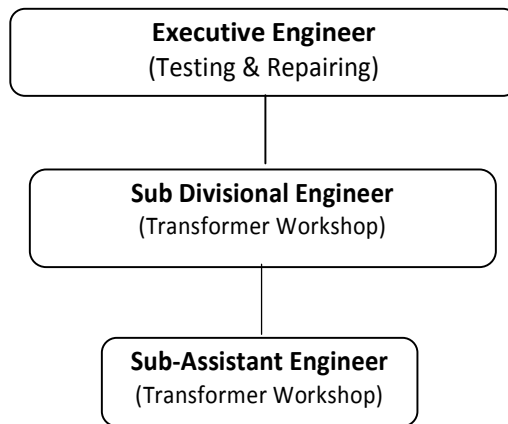 Executive Engineer
(Testing & Repairing)
Sub Divisional Engineer
(Transformer Workshop)
Sub-Assistant Engineer
(Transformer Workshop)